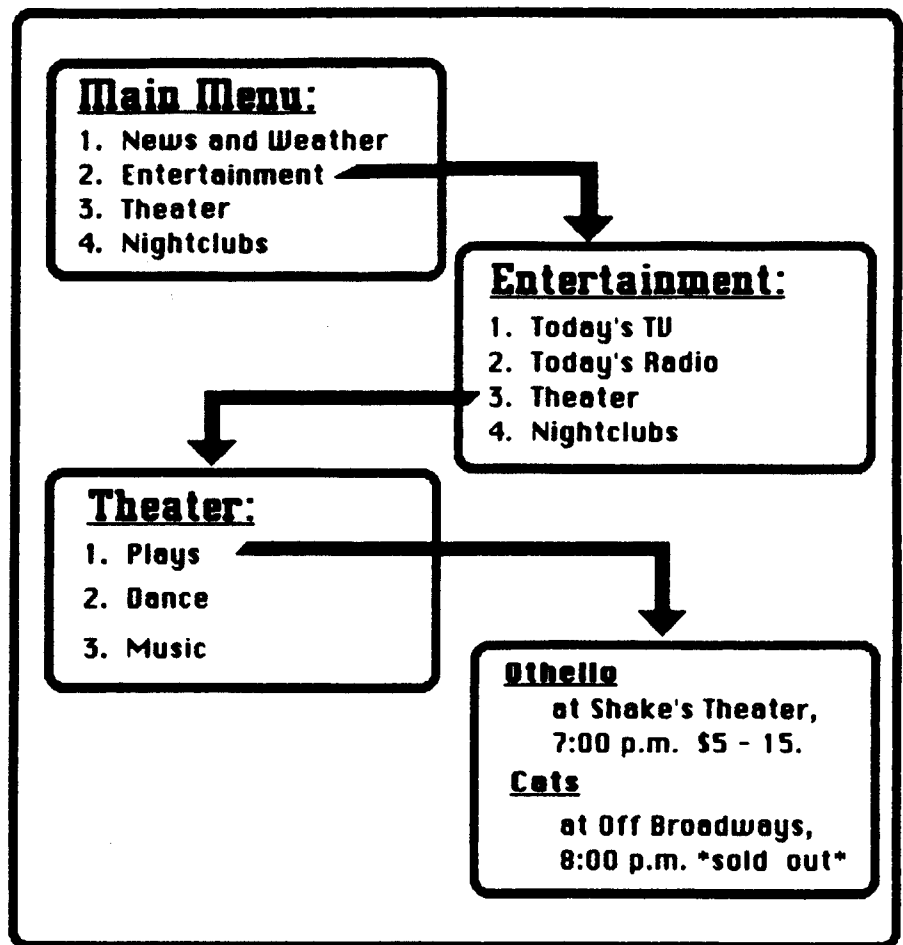 Main Menu:
1. News and Weather
2. Entertainment
3. Theater
4. Nightclubs
Entertainment:
1. Today's TV
2. Today's Radio
3. Theater
4. Nightclubs
Theater:
1. Plays
2. Dance
3. Music
Othello
at Shake's Theater,
7:00 p.m. $5 - 15.
Cats
at Off Broadways,
8:00 p.m. *sold out*